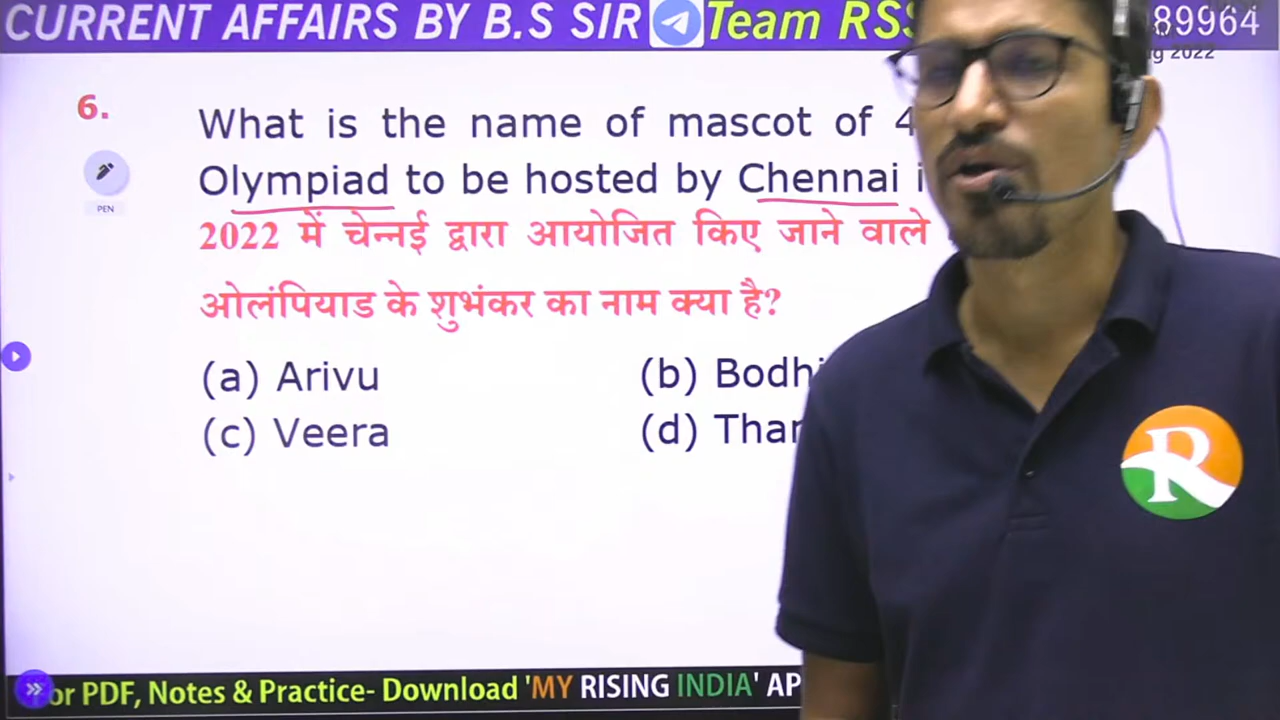 CURRENT AFFAIRS BY B.S SIR Team RSS 89964
g 2022
6. What is the name of mascot of 4
PEN
Olympiad to be hosted by Chennai i
2022 में चेन्नई द्वारा आयोजित किए जाने वाले
ओलंपियाड के शुभंकर का नाम क्या है?
(a) Arivu (b) Bodhi
(c) Veera (d) Than
R
or PDF, Notes & Practice- Download 'MY RISING INDIA' AP